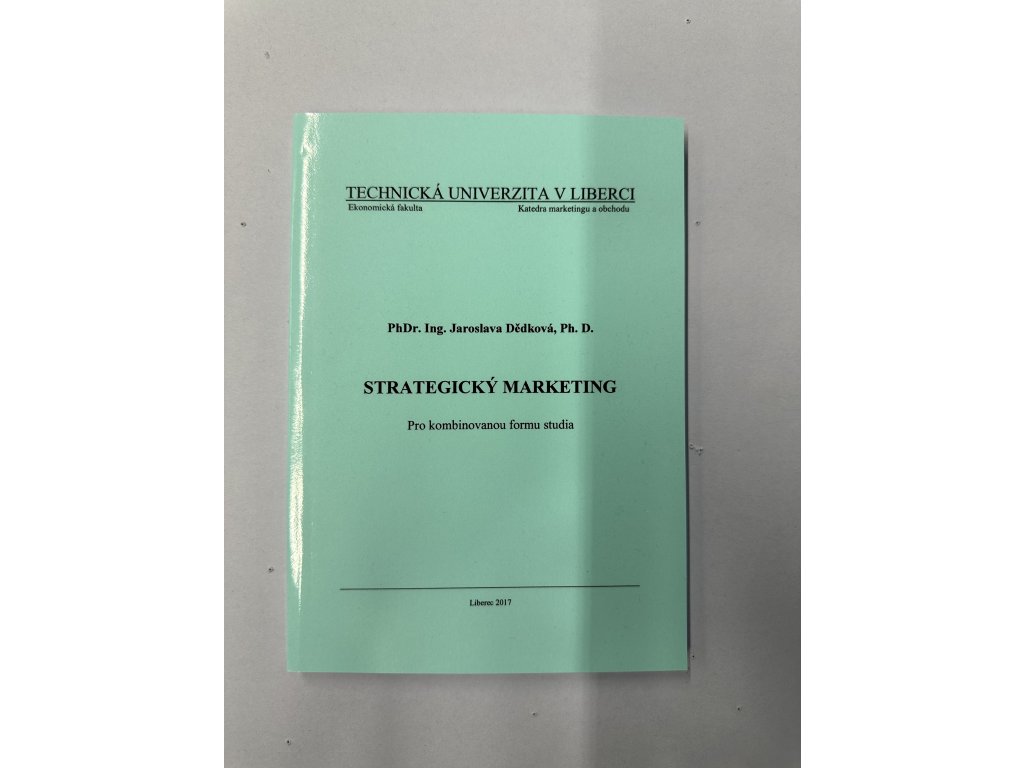 TECHNICKÁ UNIVERZITA V LIBERCI
Ekonomická fakulta Katedra marketingu a obchodu
PhDr. Ing. Jaroslava Dědková, Ph. D.
STRATEGICKÝ MARKETING
Pro kombinovanou formu studia
Liberec 2017